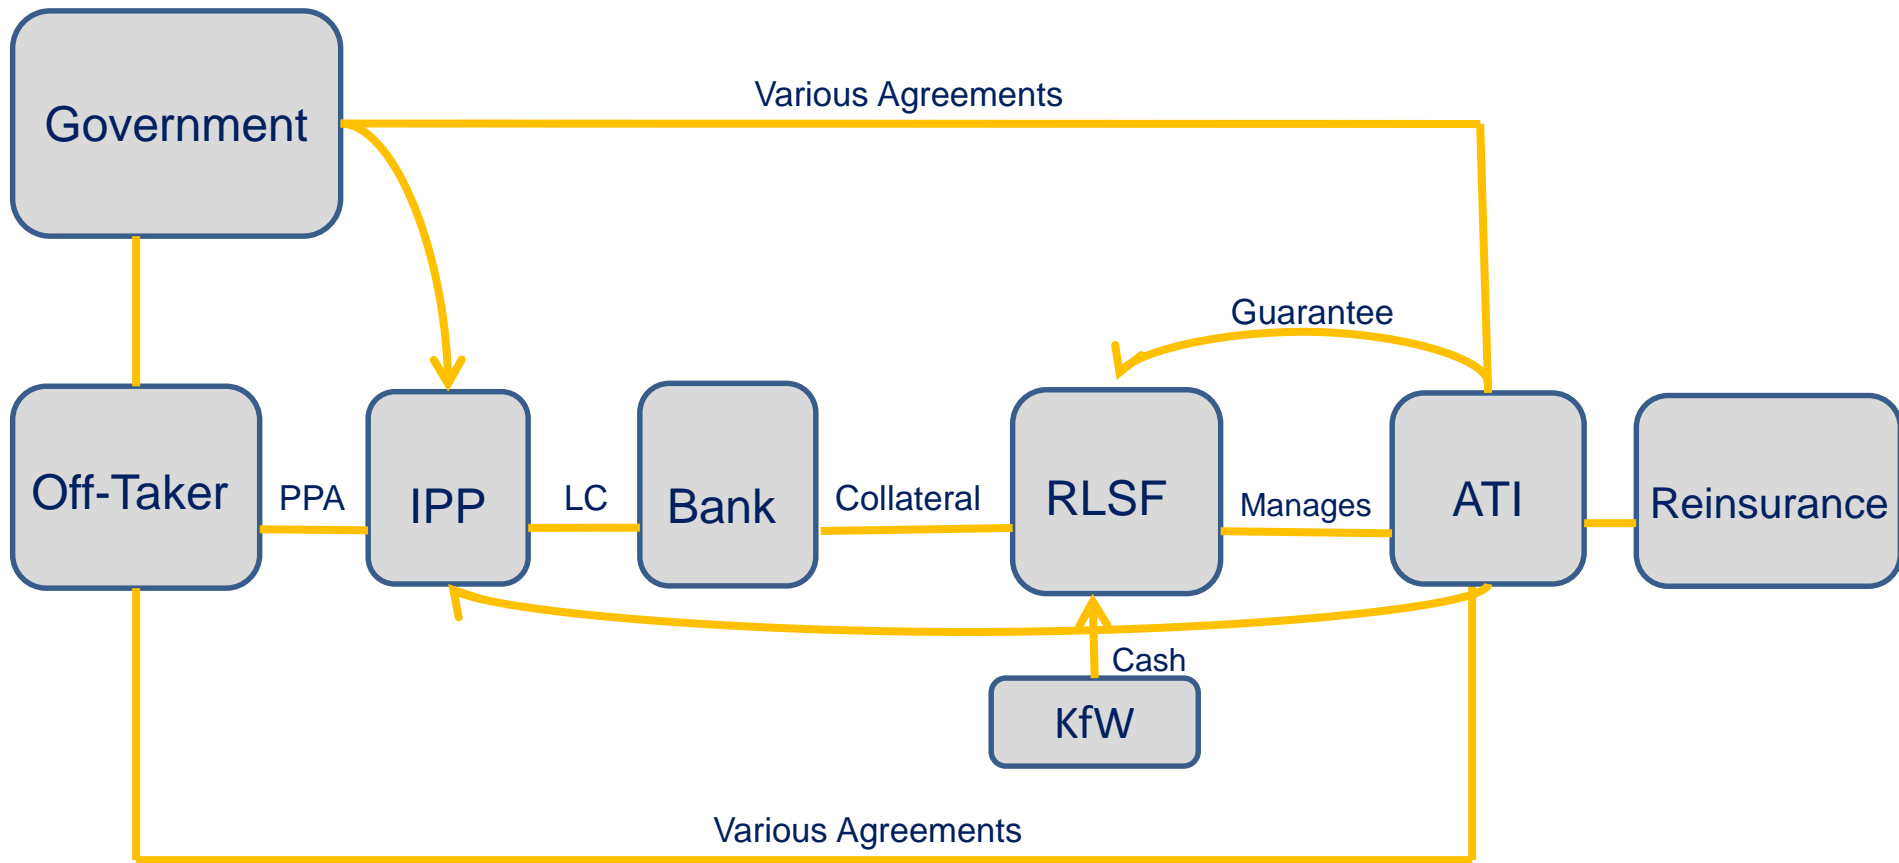 Various Agreements
Government
Guarantee
Off-Taker
PPA
IPP
LC
Bank
Collateral
RLSF
Manages
ATI
Reinsurance
Cash
KfW
Various Agreements